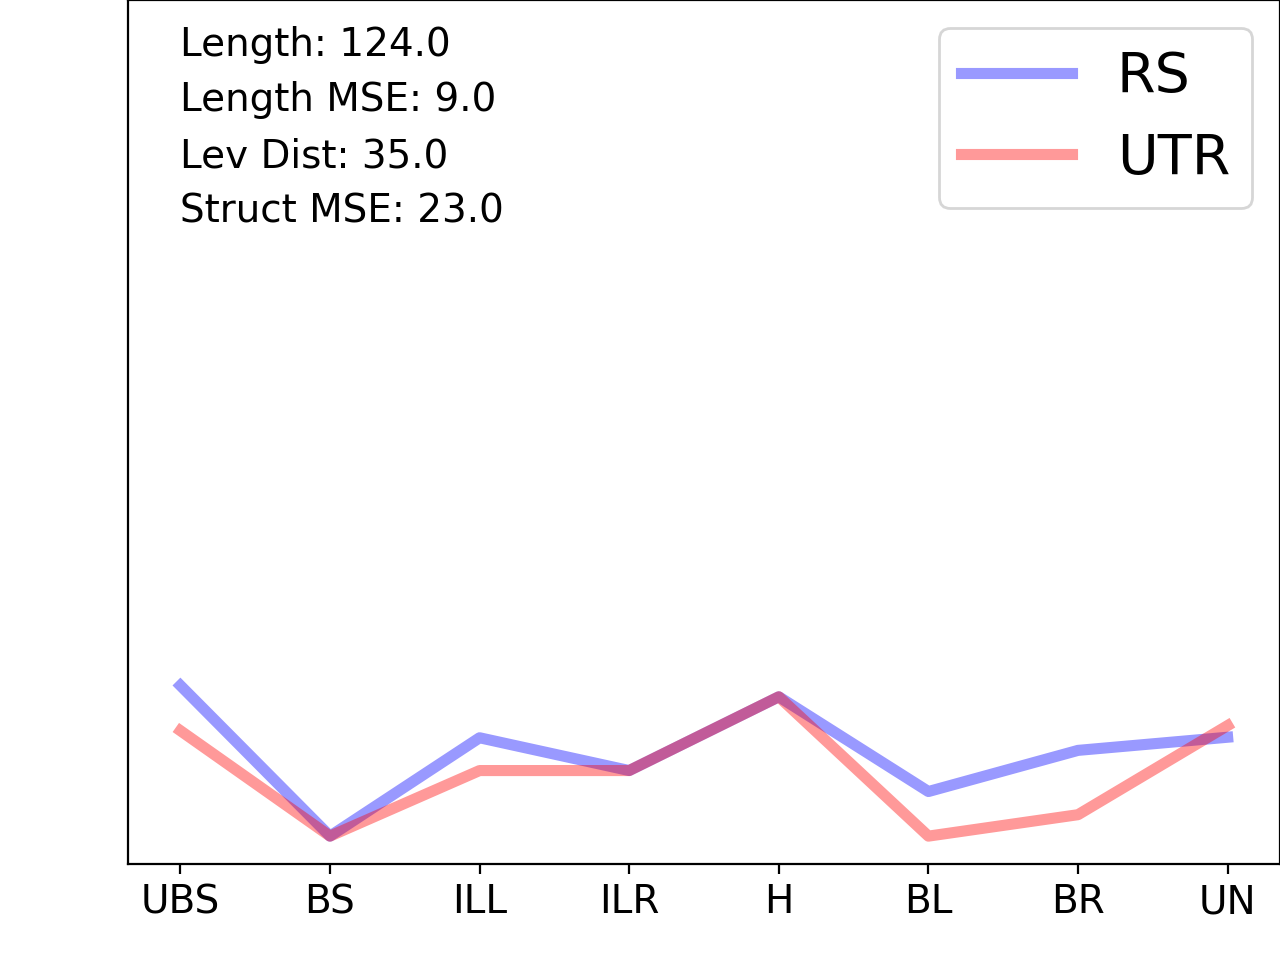 Length: 124.0
Length MSE: 9.0
Lev Dist: 35.0
Struct MSE: 23.0
RS
UTR
UBS BS ILL ILR H BL BR UN